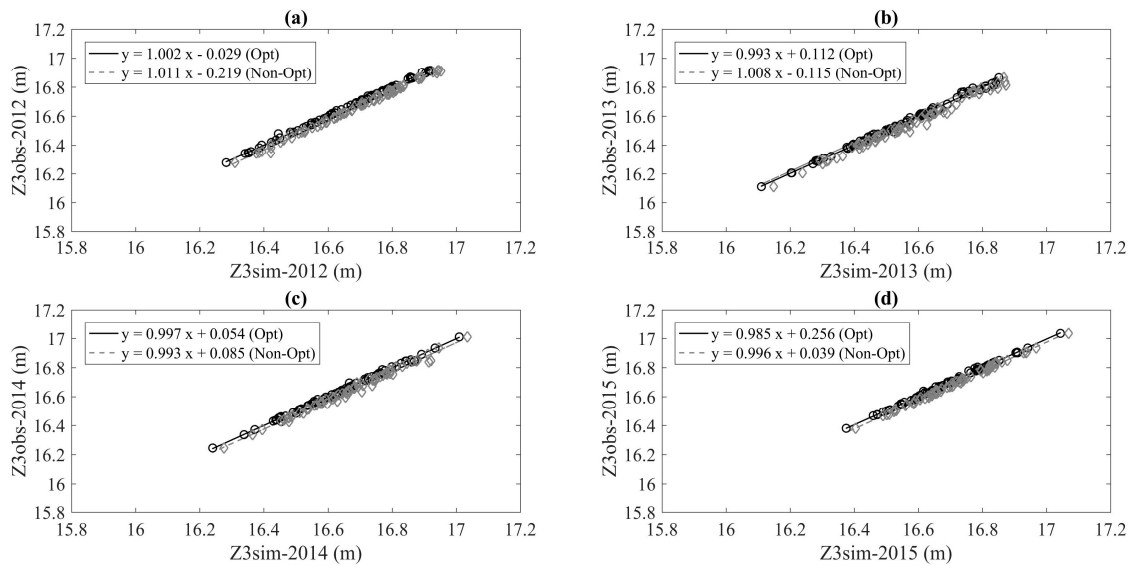 (a)
17.2
17
16.8
16.6
16.4
16.2
16
15.8
Z3obs-2012 (m)
y = 1.002 x - 0.029 (Opt)
y = 1.011 x - 0.219 (Non-Opt)
15.8 16 16.2 16.4 16.6 16.8 17 17.2
Z3sim-2012 (m)
(b)
17.2
17
16.8
16.6
16.4
16.2
16
15.8
Z3obs-2013 (m)
y = 0.993 x + 0.112 (Opt)
y = 1.008 x - 0.115 (Non-Opt)
15.8 16 16.2 16.4 16.6 16.8 17 17.2
Z3sim-2013 (m)
(c)
17.2
17
16.8
16.6
16.4
16.2
16
15.8
Z3obs-2014 (m)
y = 0.997 x + 0.054 (Opt)
y = 0.993 x + 0.085 (Non-Opt)
15.8 16 16.2 16.4 16.6 16.8 17 17.2
Z3sim-2014 (m)
(d)
17.2
17
16.8
16.6
16.4
16.2
16
15.8
Z3obs-2015 (m)
y = 0.985 x + 0.256 (Opt)
y = 0.996 x + 0.039 (Non-Opt)
15.8 16 16.2 16.4 16.6 16.8 17 17.2
Z3sim-2015 (m)